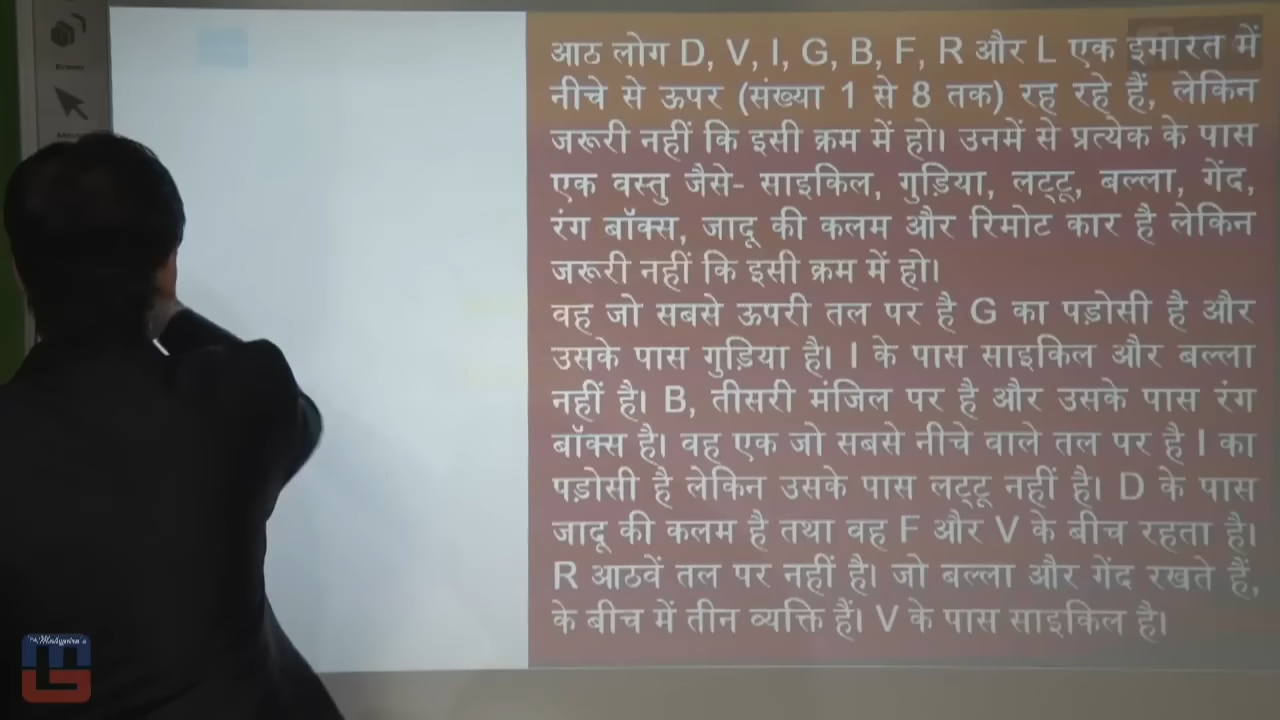 Eraser
आठ लोग D, V, I, G, B, F, R और L एक इमारत में
नीचे से ऊपर (संख्या 1 से 8 तक) रह रहे हैं, लेकिन
जरूरी नहीं कि इसी क्रम में हो। उनमें से प्रत्येक के पास
एक वस्तु जैसे- साइकिल, गुड़िया, लट्टू, बल्ला, गेंद,
रंग बॉक्स, जादू की कलम और रिमोट कार है लेकिन
जरूरी नहीं कि इसी क्रम में हो।
वह जो सबसे ऊपरी तल पर है G का पड़ोसी है और
उसके पास गुड़िया है। I के पास साइकिल और बल्ला
नहीं है। B, तीसरी मंजिल पर है और उसके पास रंग
बॉक्स है। वह एक जो सबसे नीचे वाले तल पर है I का
पड़ोसी है लेकिन उसके पास लट्टू नहीं है। D के पास
जादू की कलम है तथा वह F और V के बीच रहता है।
R आठवें तल पर नहीं है। जो बल्ला और गेंद रखते हैं,
के बीच में तीन व्यक्ति हैं। V के पास साइकिल है।
MG